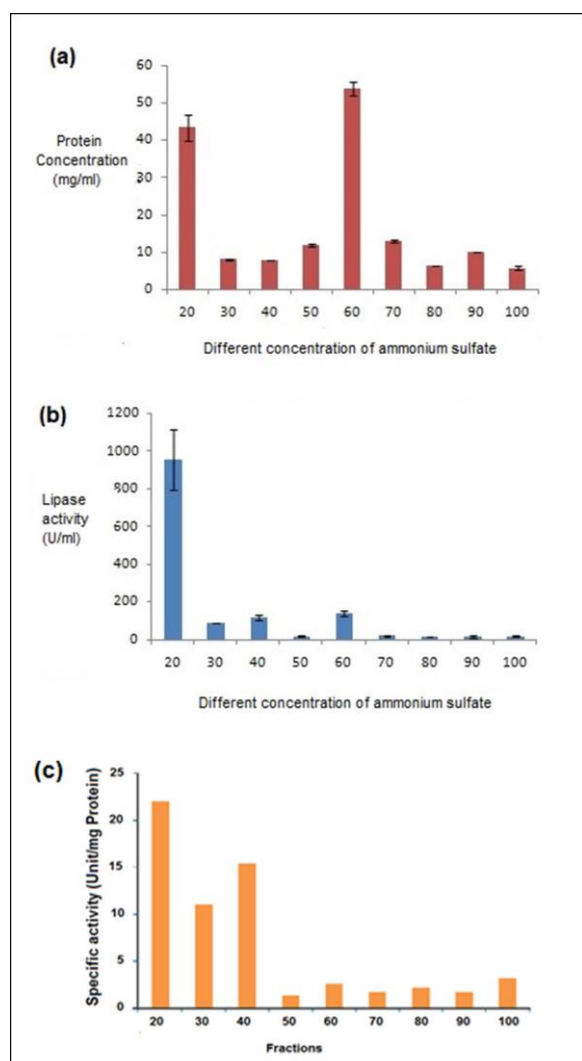 (a)
Protein
Concentration
(mg/ml)
60
50
40
30
20
10
0
20 30 40 50 60 70 80 90 100
Different concentration of ammonium sulfate
(b)
Lipase
activity
(U/ml)
1200
1000
800
600
400
200
0
20 30 40 50 60 70 80 90 100
Different concentration of ammonium sulfate
(c)
Specific activity (Unit/mg Protein)
25
20
15
10
5
0
20 30 40 50 60 70 80 90 100
Fractions